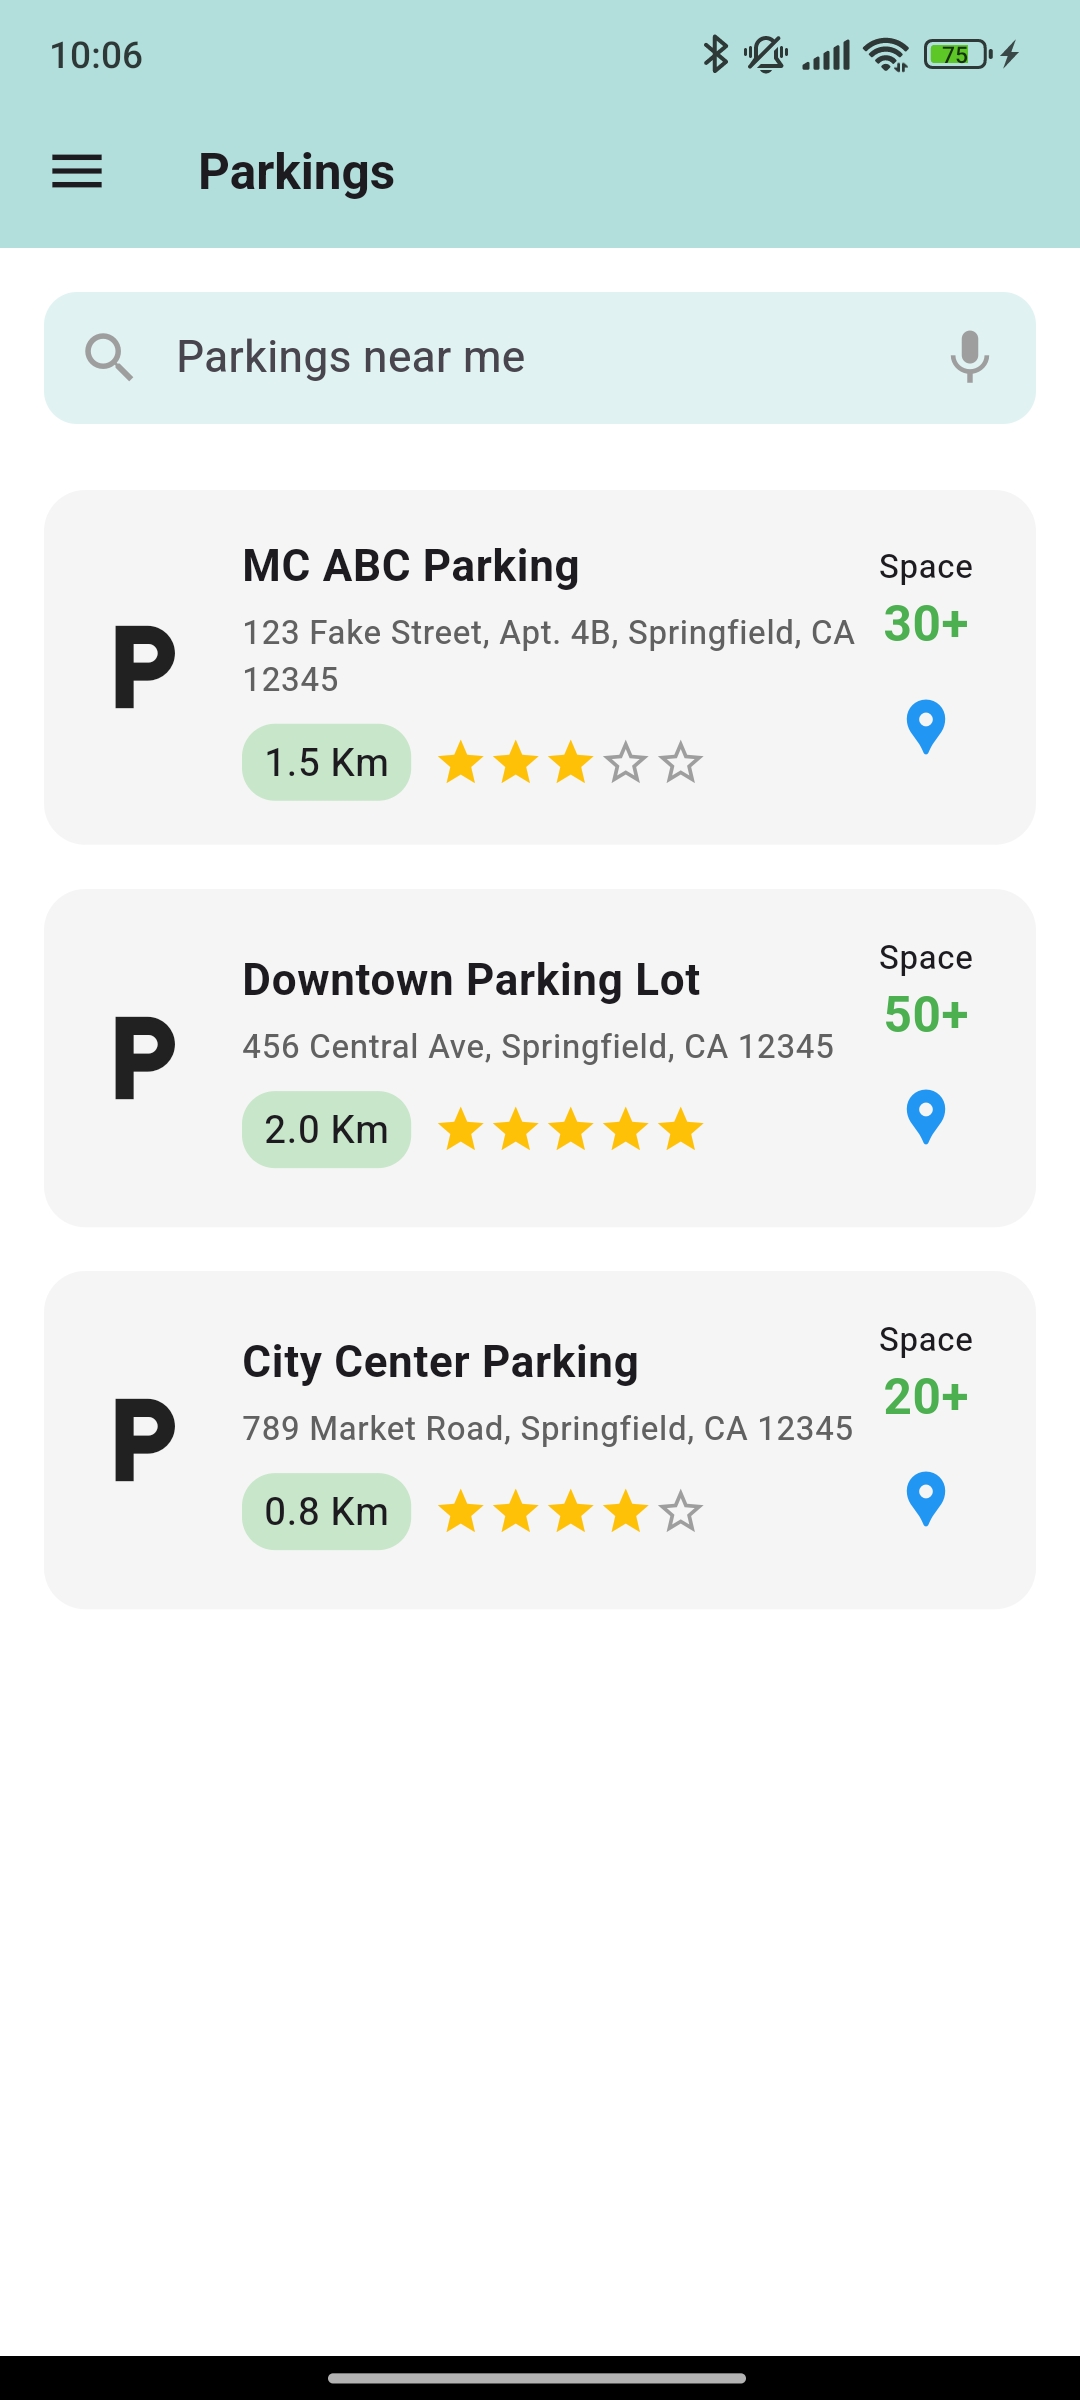 10:06
75
Parkings
Parkings near me
MC ABC Parking
Space
123 Fake Street, Apt. 4B, Springfield, CA
30+
12345
P
1.5 Km
Downtown Parking Lot
Space
50+
456 Central Ave, Springfield, CA 12345
P
2.0 Km
City Center Parking
Space
20+
789 Market Road, Springfield, CA 12345
P
0.8 Km